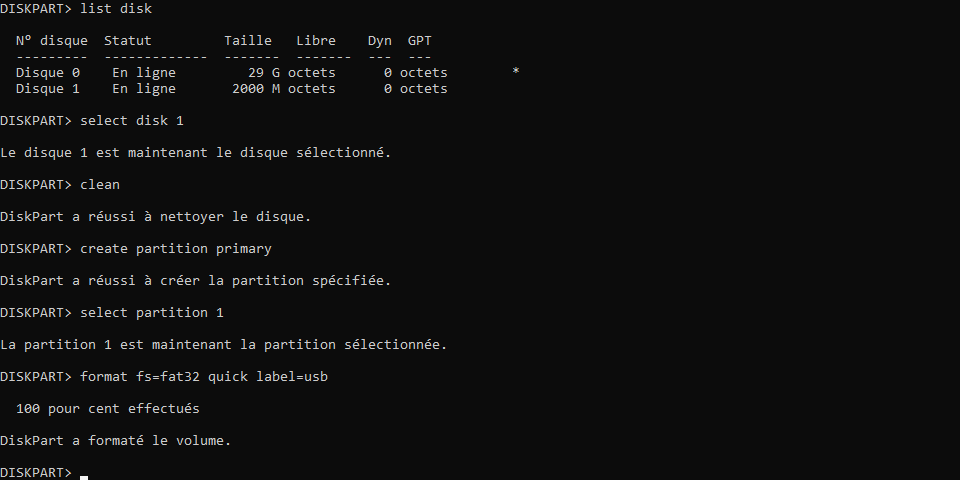 DISKPART> list disk
  N° disque  Statut         Taille   Libre    Dyn  GPT
  ---------  -------------  -------  -------  ---  ---
  Disque 0    En ligne         29 G octets      0 octets        *
  Disque 1    En ligne       2000 M octets      0 octets
DISKPART> select disk 1
Le disque 1 est maintenant le disque sélectionné.
DISKPART> clean
DiskPart a réussi à nettoyer le disque.
DISKPART> create partition primary
DiskPart a réussi à créer la partition spécifiée.
DISKPART> select partition 1
La partition 1 est maintenant la partition sélectionnée.
DISKPART> format fs=fat32 quick label=usb
  100 pour cent effectués
DiskPart a formaté le volume.
DISKPART>